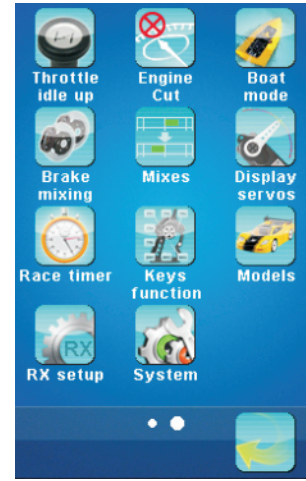 Throttle
idle up
Engine
Cut
Boat
mode
Brake
mixing
Mixes
Display
servos
Race timer
Keys
function
Models
RX
RX setup
System